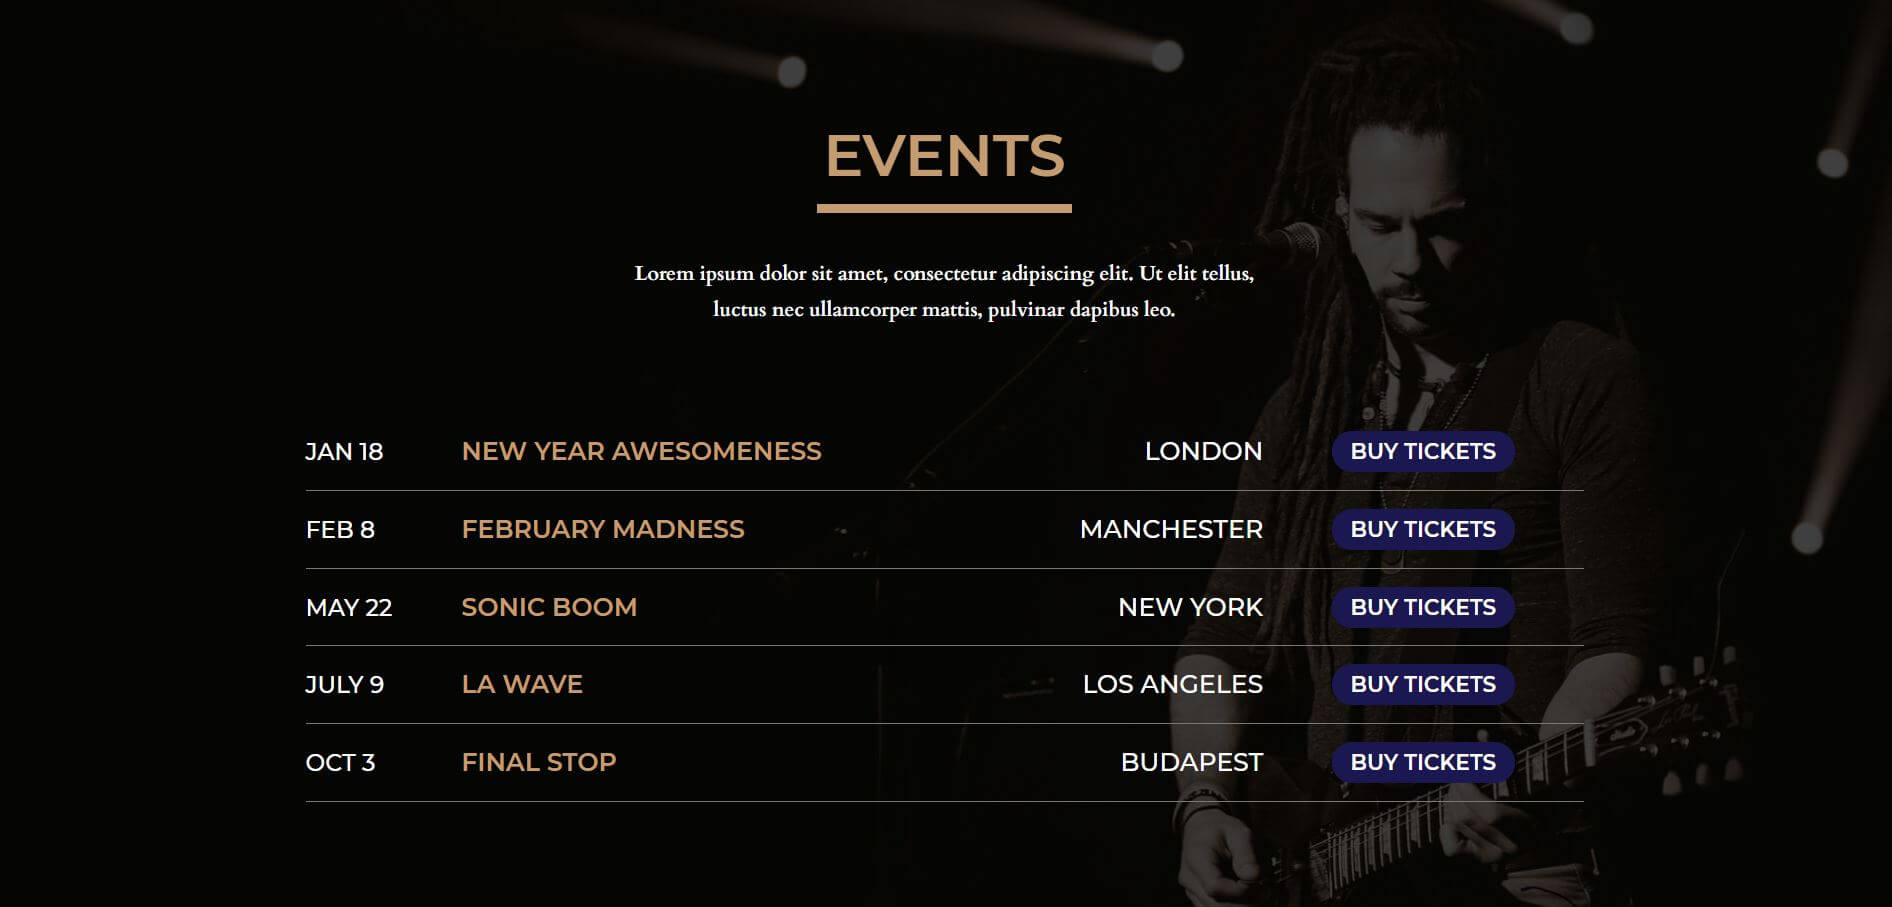 EVENTS
Lorem ipsum dolor sit amet, consectetur adipiscing elit. Ut elit tellus,
luctus nec ullamcorper mattis, pulvinar dapibus leo.
JAN 18 NEW YEAR AWESOMENESS LONDON BUY TICKETS
FEB 8 FEBRUARY MADNESS MANCHESTER BUY TICKETS
MAY 22 SONIC BOOM NEW YORK BUY TICKETS
JULY 9 LA WAVE LOS ANGELES BUY TICKETS
OCT 3 FINAL STOP BUDAPEST BUY TICKETS